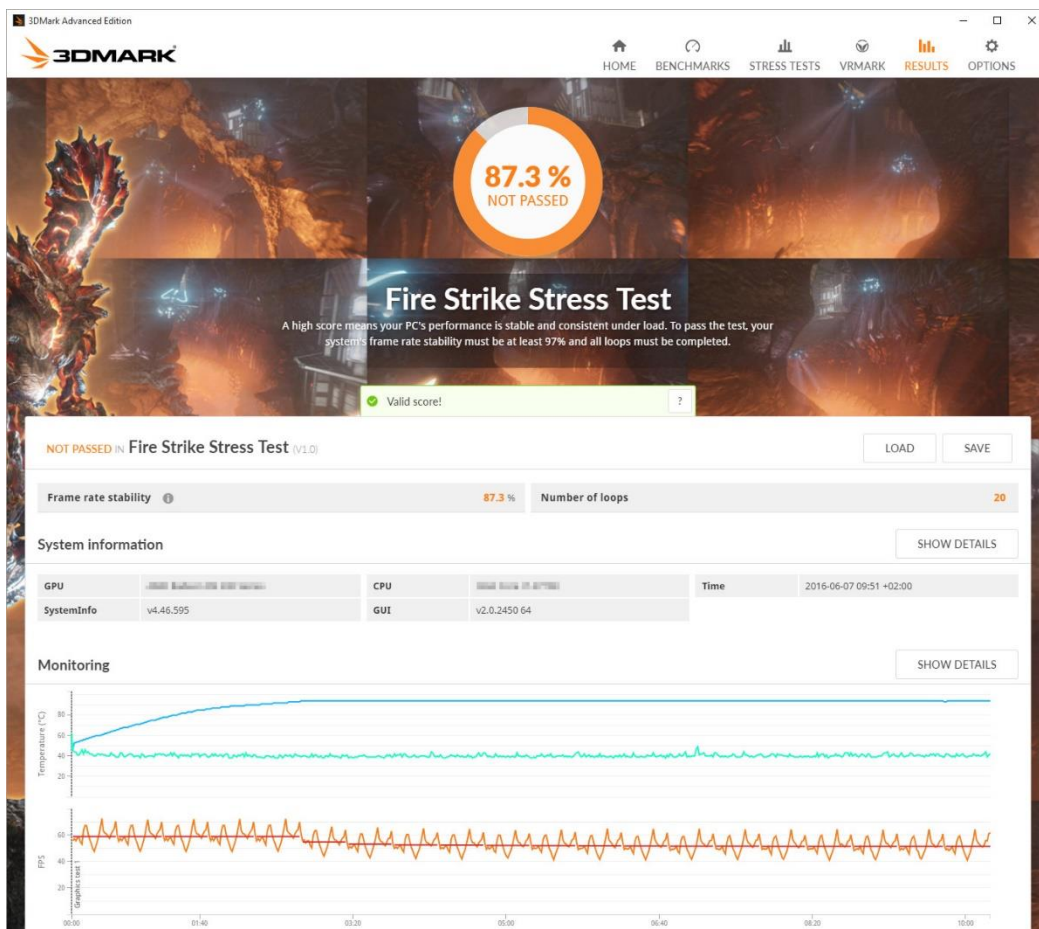 3DMark Advanced Edition
3DMARK
HOME BENCHMARKS STRESS TESTS VRMARK RESULTS OPTIONS
87.3 %
NOT PASSED
Fire Strike Stress Test
A high score means your PC's performance is stable and consistent under load. To pass the test, your
system's frame rate stability must be at least 97% and all loops must be completed.
Valid score! ?
NOT PASSED IN Fire Strike Stress Test (V1.0) LOAD SAVE
Frame rate stability 87.3 % Number of loops 20
System information SHOW DETAILS
GPU CPU Time 2016-06-07 09:51 +02:00
SystemInfo v4.46.595 GUI v2.0.2450 64
Monitoring SHOW DETAILS
Temperature (°C)
80
60
40
20
FPS
60
40
20
Graphics test 1
00:00 01:40 03:20 05:00 06:40 08:20 10:00